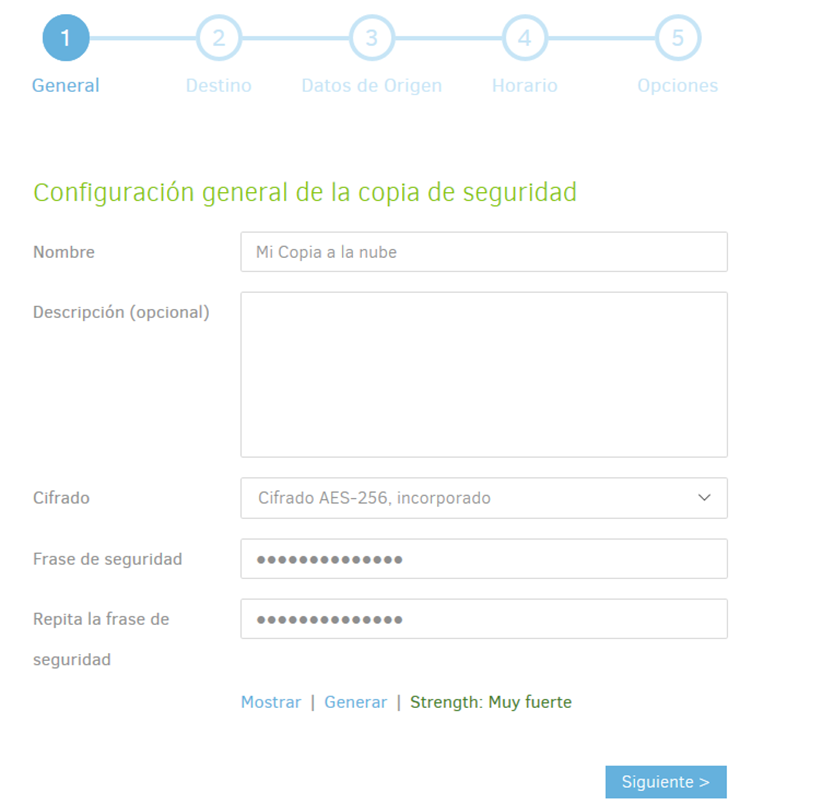 1 2 3 4 5
General Destino Datos de Origen Horario Opciones
Configuración general de la copia de seguridad
Nombre Mi Copia a la nube
Descripción (opcional)
Cifrado Cifrado AES-256, incorporado
Frase de seguridad ••••••••••••••
Repita la frase de ••••••••••••••
seguridad
Mostrar | Generar | Strength: Muy fuerte
Siguiente >